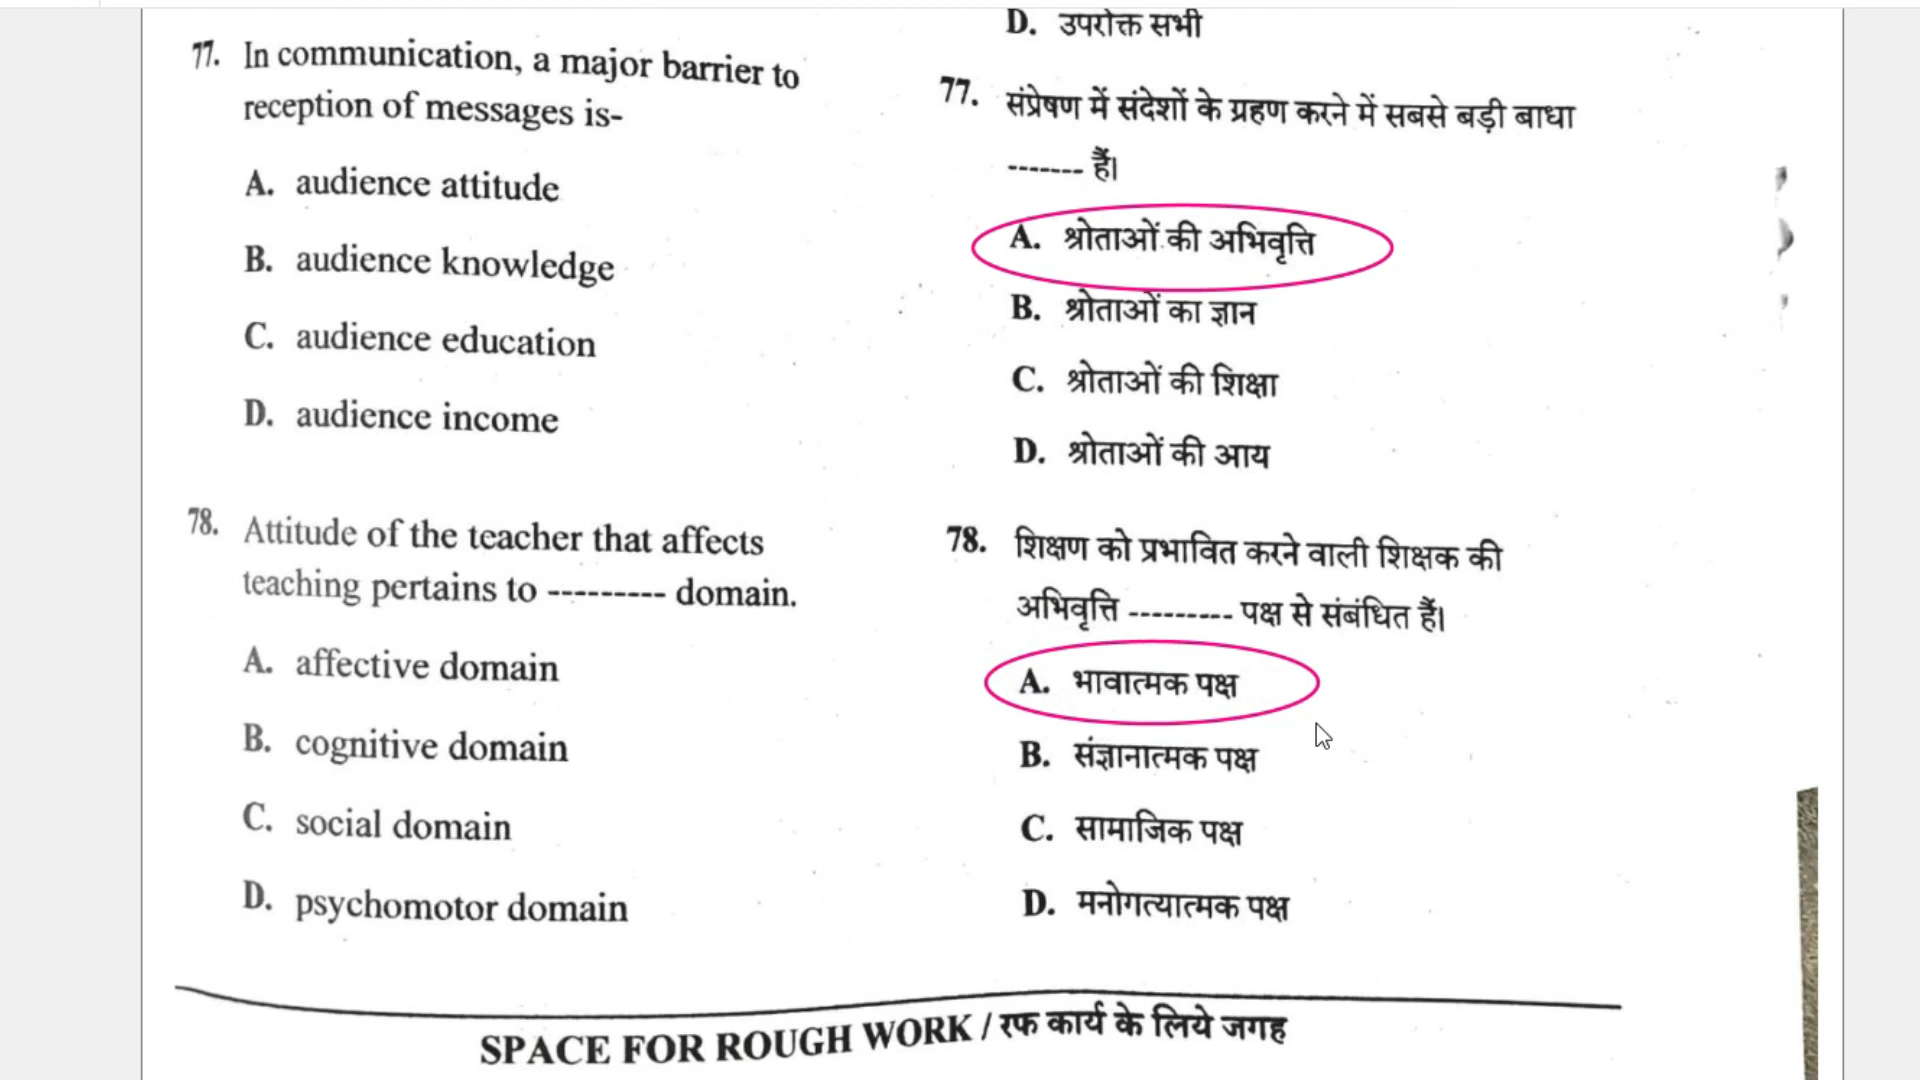 77. In communication, a major barrier to
reception of messages is-
A. audience attitude
B. audience knowledge
C. audience education
D. audience income
78. Attitude of the teacher that affects
teaching pertains to --------- domain.
A. affective domain
B. cognitive domain
C. social domain
D. psychomotor domain
D. उपरोक्त सभी
77. संप्रेषण में संदेशों के ग्रहण करने में सबसे बड़ी बाधा
------- हैं।
A. श्रोताओं की अभिवृत्ति
B. श्रोताओं का ज्ञान
C. श्रोताओं की शिक्षा
D. श्रोताओं की आय
78. शिक्षण को प्रभावित करने वाली शिक्षक की
अभिवृत्ति --------- पक्ष से संबंधित हैं।
A. भावात्मक पक्ष
B. संज्ञानात्मक पक्ष
C. सामाजिक पक्ष
D. मनोगत्यात्मक पक्ष
SPACE FOR ROUGH WORK / रफ कार्य के लिये जगह